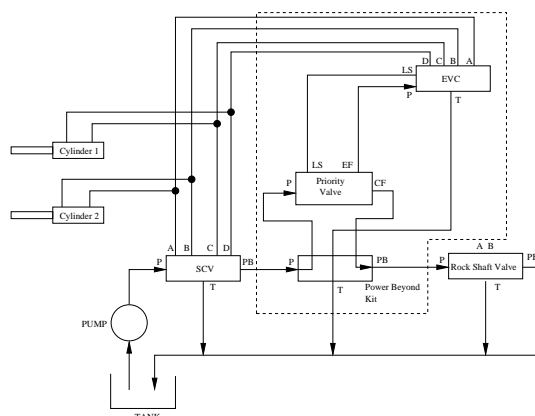 D C B A
LS
EVC
P
T
Cylinder 1
LS EF
P
Priority
Valve
CF
Cylinder 2
A B C D
A B
P
SCV
PB
P
PB
P
Rock Shaft Valve
PB
T
T
Power Beyond
Kit
T
PUMP
TANK